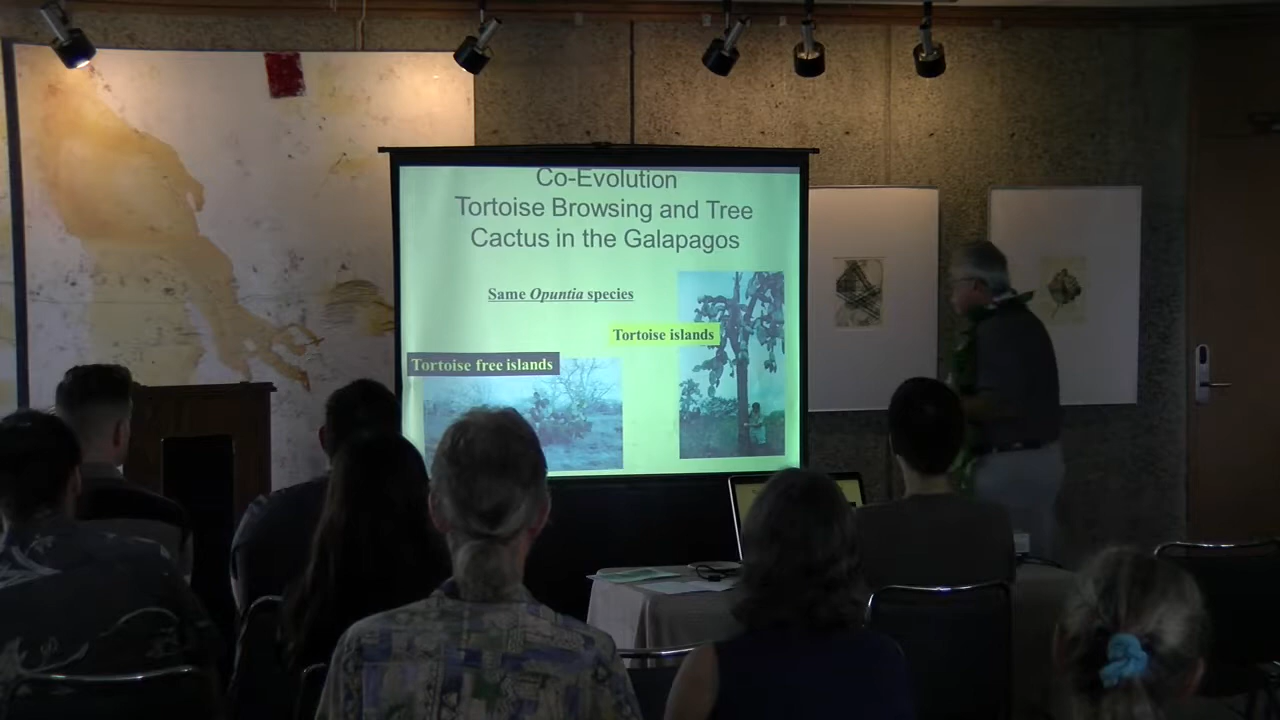 Co-Evolution
Tortoise Browsing and Tree
Cactus in the Galapagos
Same Opuntia species
Tortoise islands
Tortoise free islands